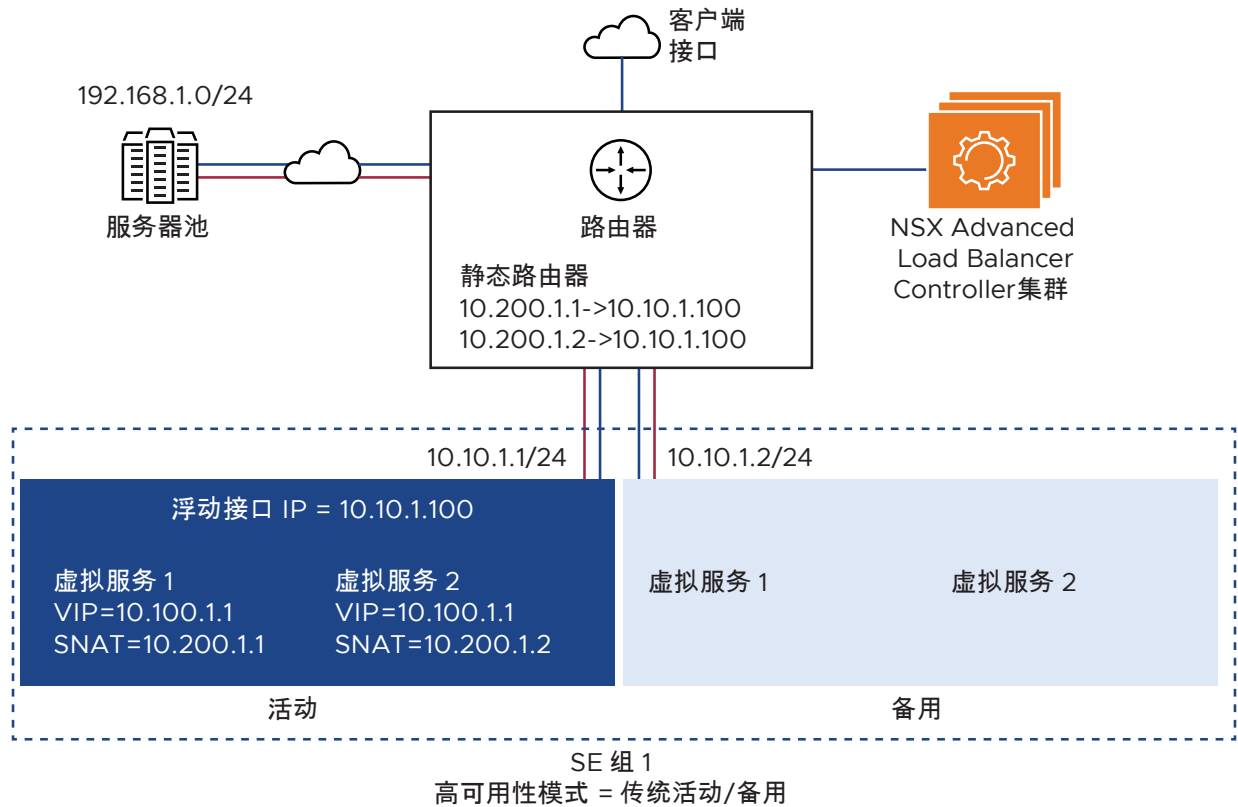 客户端
接口
192.168.1.0/24
服务器池
路由器
静态路由器
10.200.1.1->10.10.1.100
10.200.1.2->10.10.1.100
NSX Advanced
Load Balancer
Controller集群
10.10.1.1/24
10.10.1.2/24
浮动接口 IP = 10.10.1.100
虚拟服务 1
VIP=10.100.1.1
SNAT=10.200.1.1
虚拟服务 2
VIP=10.100.1.1
SNAT=10.200.1.2
虚拟服务 1
虚拟服务 2
活动
备用
SE 组 1
高可用性模式 = 传统活动/备用